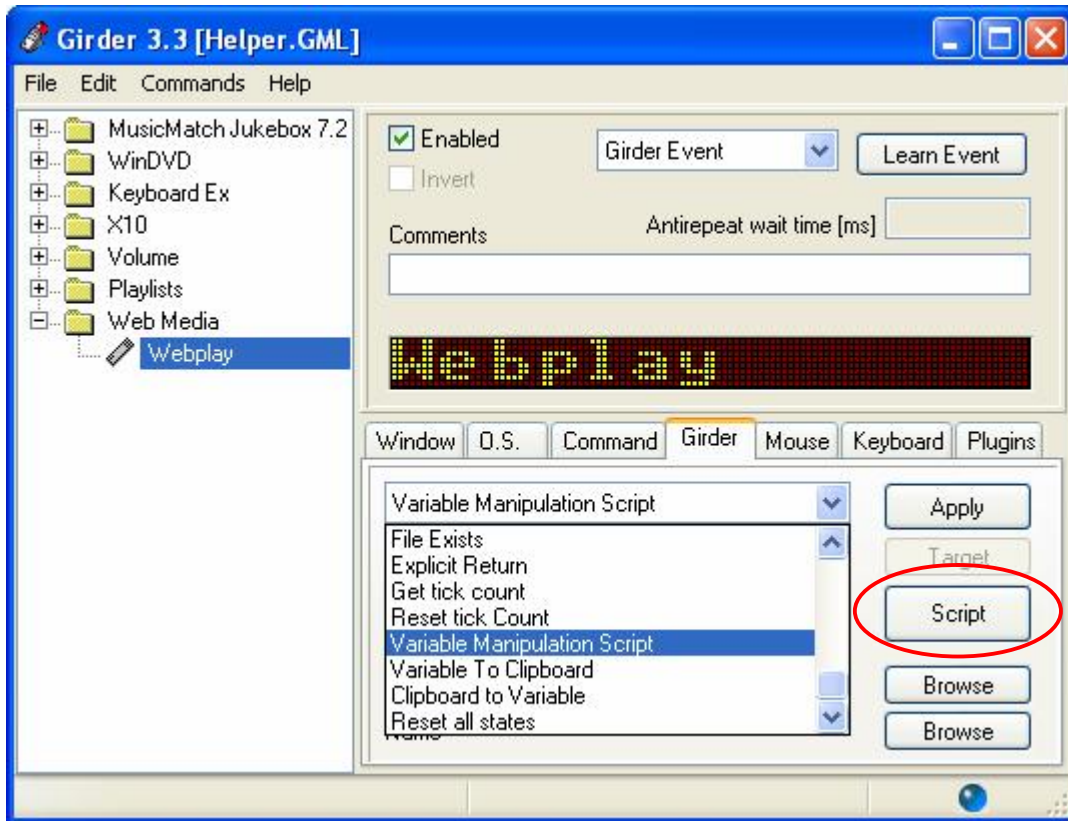 Girder 3.3 [Helper.GML]
File Edit Commands Help
MusicMatch Jukebox 7.2
WinDVD
Keyboard Ex
X10
Volume
Playlists
Web Media
Webplay
Enabled
Girder Event
Learn Event
Invert
Antirepeat wait time [ms]
Comments
Webplay
Window O.S. Command Girder Mouse Keyboard Plugins
Variable Manipulation Script
Apply
File Exists
Explicit Return
Get tick count
Reset tick Count
Variable Manipulation Script
Variable To Clipboard
Clipboard to Variable
Reset all states
Target
Script
Browse
Browse